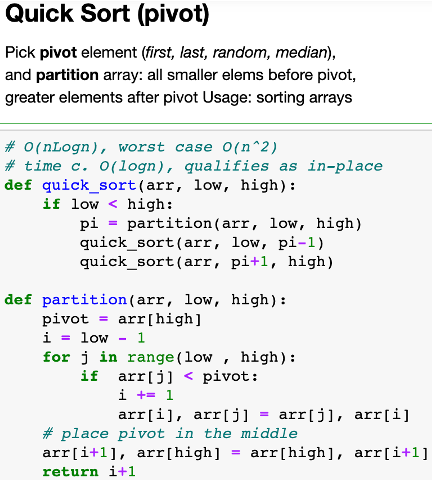 Quick Sort (pivot)
Pick pivot element (first, last, random, median),
and partition array: all smaller elems before pivot,
greater elements after pivot Usage: sorting arrays
# O(nLogn), worst case O(n^2)
# time c. O(logn), qualifies as in-place
def quick_sort(arr, low, high):
    if low < high:
        pi = partition(arr, low, high)
        quick_sort(arr, low, pi-1)
        quick_sort(arr, pi+1, high)
def partition(arr, low, high):
    pivot = arr[high]
    i = low - 1
    for j in range(low , high):
        if  arr[j] < pivot:
            i += 1
            arr[i], arr[j] = arr[j], arr[i]
    # place pivot in the middle
    arr[i+1], arr[high] = arr[high], arr[i+1]
    return i+1